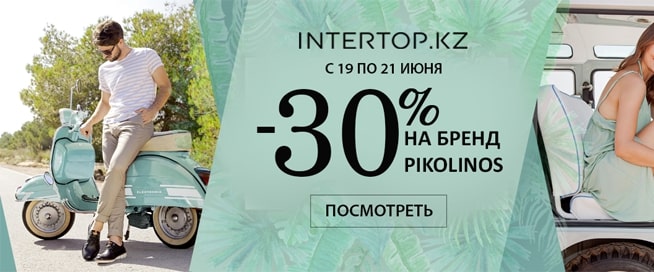 INTERTOP.KZ
С 19 ПО 21 ИЮНЯ
-30%
НА БРЕНД
PIKOLINOS
ПОСМОТРЕТЬ